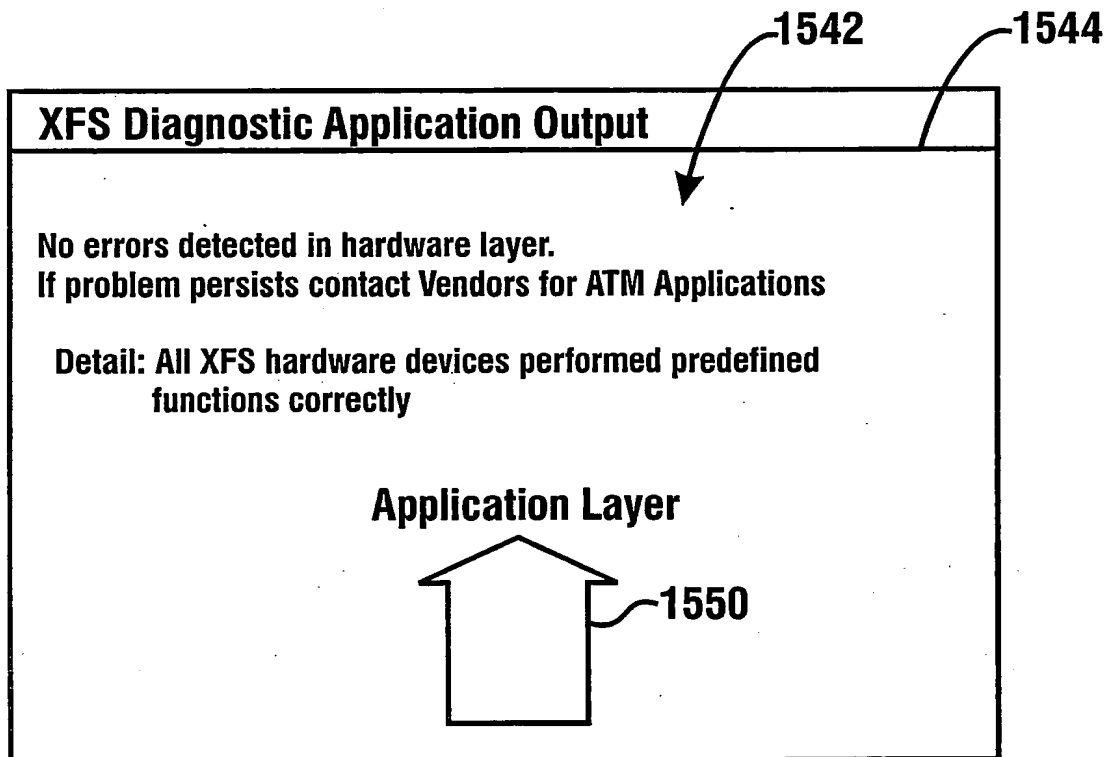 1542
1544
XFS Diagnostic Application Output
No errors detected in hardware layer.
If problem persists contact Vendors for ATM Applications
Detail: All XFS hardware devices performed predefined
functions correctly
Application Layer
1550